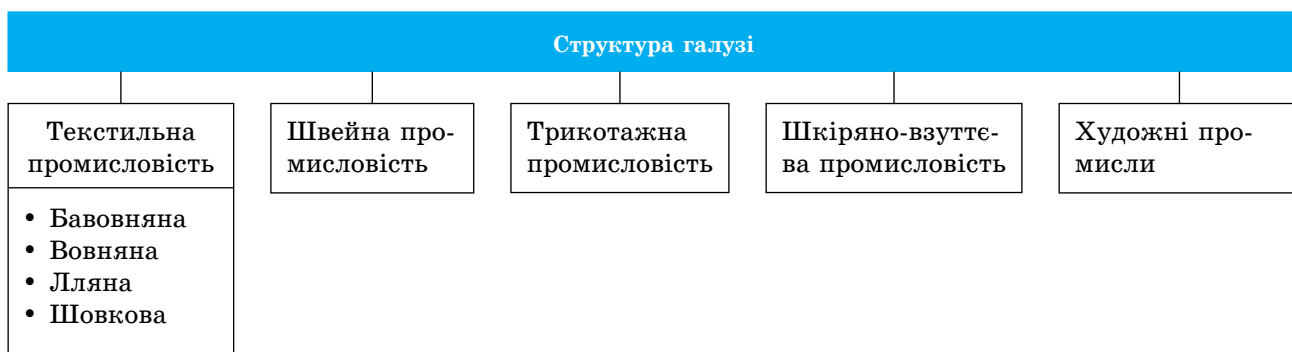 Структура галузі
Текстильна
промисловість
• Бавовняна
• Вовняна
• Лляна
• Шовкова
Швейна про-
мисловість
Трикотажна
промисловість
Шкіряно-взуттє-
ва промисловість
Художні про-
мисли